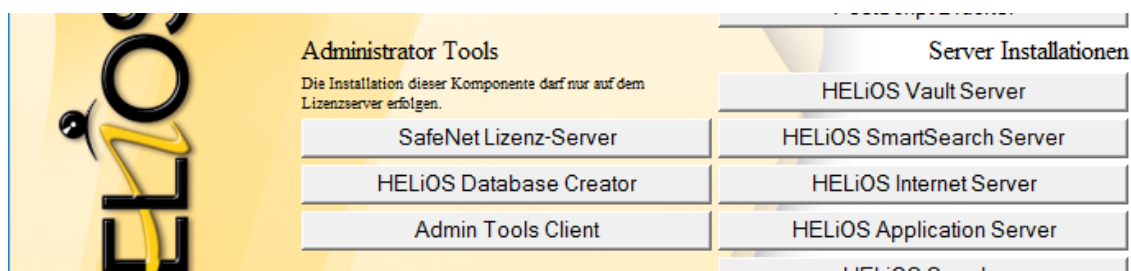 Administrator Tools
Die Installation dieser Komponente darf nur auf dem
Lizenzserver erfolgen.
SafeNet Lizenz-Server
HELiOS Database Creator
Admin Tools Client
Server Installationen
HELiOS Vault Server
HELiOS SmartSearch Server
HELiOS Internet Server
HELiOS Application Server